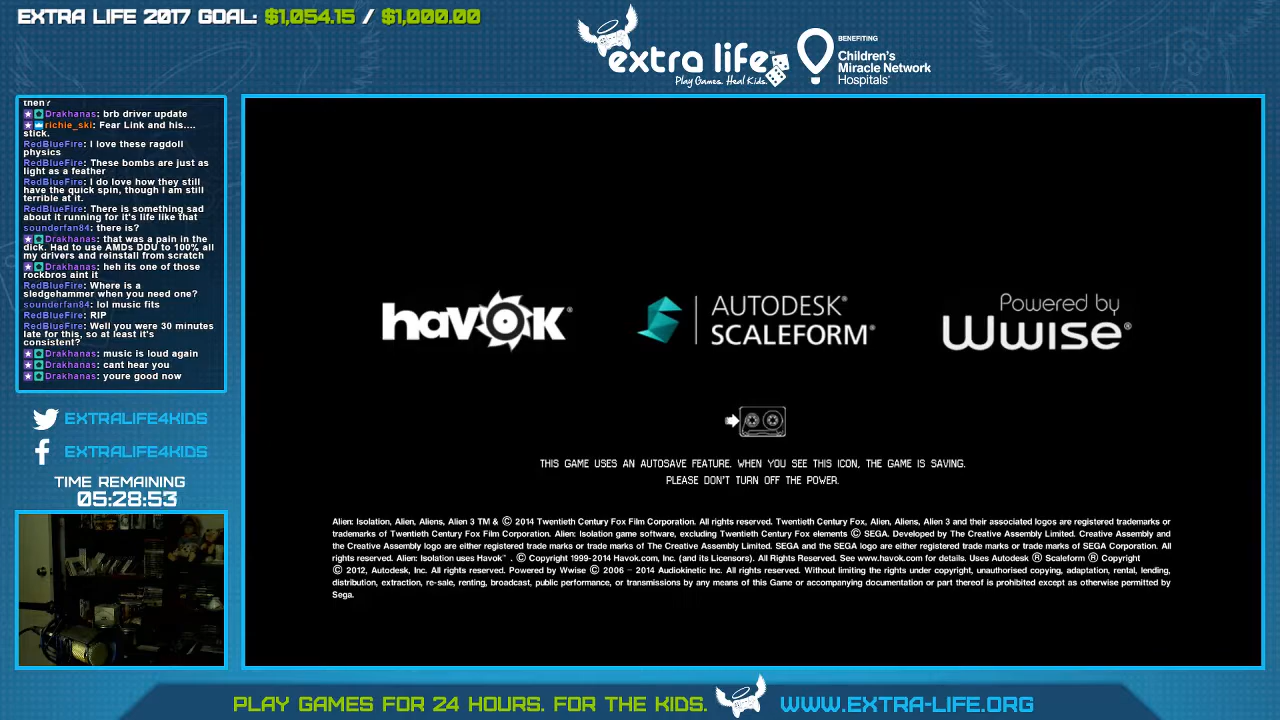 EXTRA LIFE 2017 GOAL: $1,054.15 / $1,000.00
extra life
Play Games. Heal Kids.
BENEFITING
Children's
Miracle Network
Hospitals
then?
Drakhanas: brb driver update
richie_ski: Fear Link and his....
stick.
RedBlueFire: I love these ragdoll
physics
RedBlueFire: These bombs are just as
light as a feather
RedBlueFire: I do love how they still
have the quick spin, though I am still
terrible at it.
RedBlueFire: There is something sad
about it running for it's life like that
sounderfan84: there is?
Drakhanas: that was a pain in the
dick. Had to use AMDs DDU to 100% all
my drivers and reinstall from scratch
Drakhanas: heh its one of those
rockbros aint it
RedBlueFire: Where is a
sledgehammer when you need one?
sounderfan84: lol music fits
RedBlueFire: RIP
RedBlueFire: Well you were 30 minutes
late for this, so at least it's
consistent?
Drakhanas: music is loud again
Drakhanas: cant hear you
Drakhanas: youre good now
EXTRALIFE4KIDS
EXTRALIFE4KIDS
TIME REMAINING
05:28:53
havok®
AUTODESK®
SCALEFORM®
Powered by
Wwise®
THIS GAME USES AN AUTOSAVE FEATURE. WHEN YOU SEE THIS ICON, THE GAME IS SAVING.
PLEASE DON'T TURN OFF THE POWER.
Alien: Isolation, Alien, Aliens, Alien 3 TM & © 2014 Twentieth Century Fox Film Corporation. All rights reserved. Twentieth Century Fox, Alien, Aliens, Alien 3 and their associated logos are registered trademarks or
trademarks of Twentieth Century Fox Film Corporation. Alien: Isolation game software, excluding Twentieth Century Fox elements © SEGA. Developed by The Creative Assembly Limited. Creative Assembly and
the Creative Assembly logo are either registered trade marks or trade marks of The Creative Assembly Limited. SEGA and the SEGA logo are either registered trade marks or trade marks of SEGA Corporation. All
rights reserved. Alien: Isolation uses Havok™. © Copyright 1999-2014 Havok.com, Inc. (and its Licensors). All Rights Reserved. See www.havok.com for details. Uses Autodesk ® Scaleform ® Copyright
© 2012, Autodesk, Inc. All rights reserved. Powered by Wwise © 2006 – 2014 Audiokinetic Inc. All rights reserved. Without limiting the rights under copyright, unauthorised copying, adaptation, rental, lending,
distribution, extraction, re-sale, renting, broadcast, public performance, or transmissions by any means of this Game or accompanying documentation or part thereof is prohibited except as otherwise permitted by
Sega.
PLAY GAMES FOR 24 HOURS. FOR THE KIDS.
WWW.EXTRA-LIFE.ORG